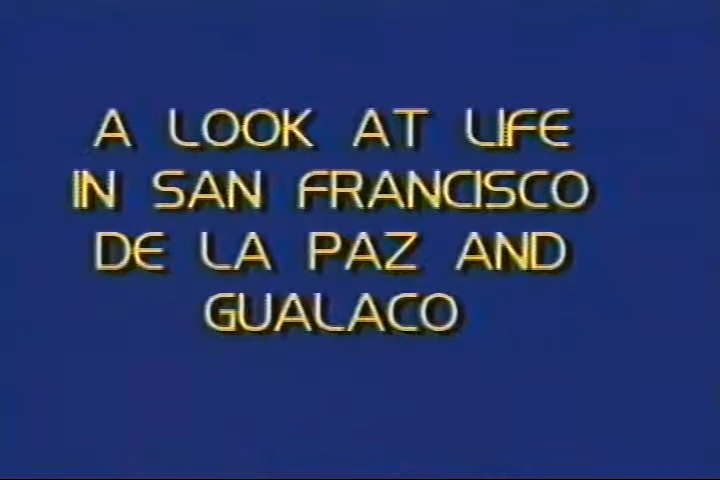 A LOOK AT LIFE
IN SAN FRANCISCO
DE LA PAZ AND
GUALACO